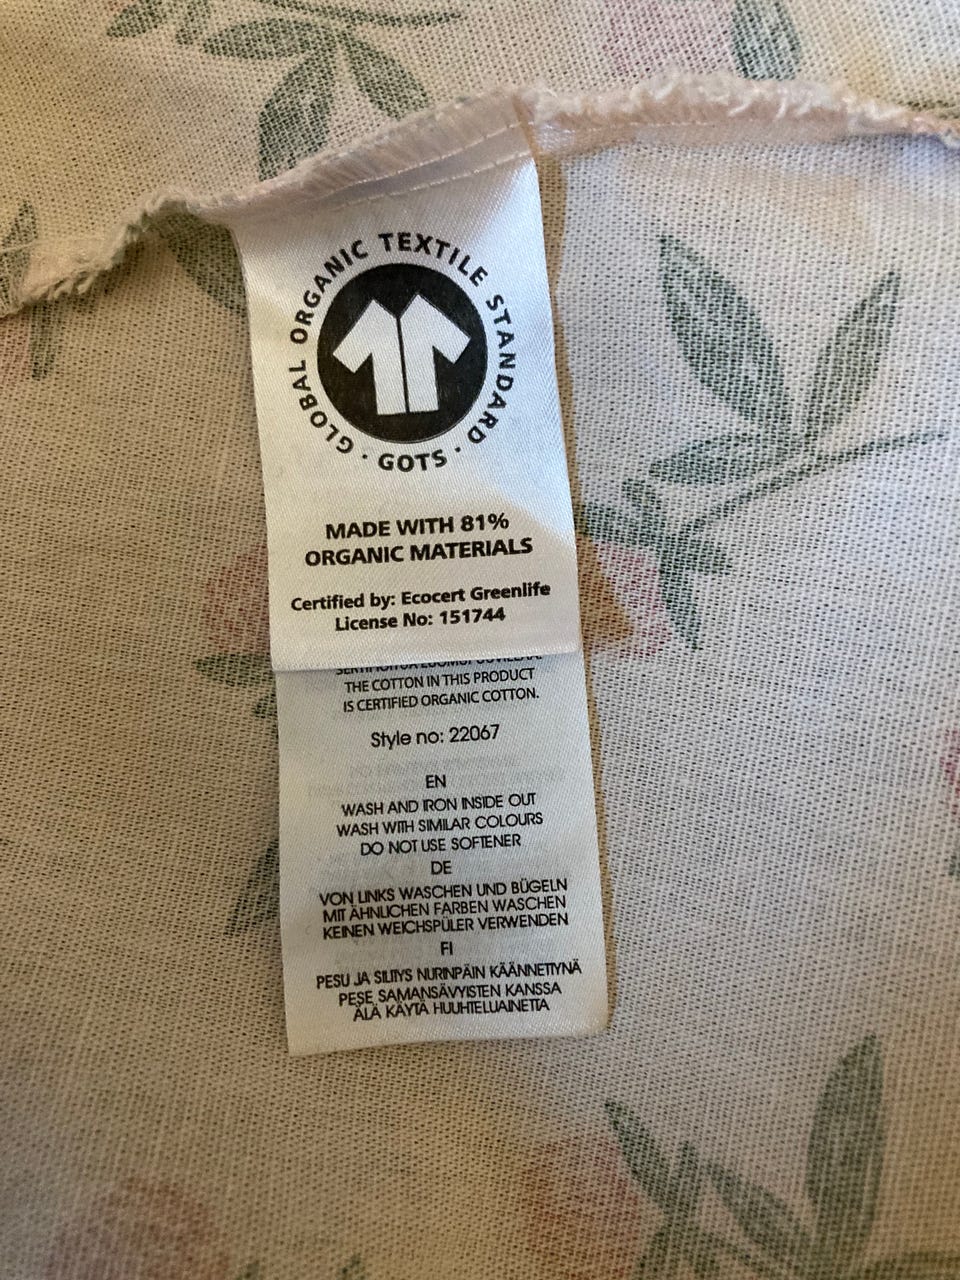 GLOBAL ORGANIC TEXTILE STANDARD · GOTS ·
MADE WITH 81%
ORGANIC MATERIALS
Certified by: Ecocert Greenlife
License No: 151744
THE COTTON IN THIS PRODUCT
IS CERTIFIED ORGANIC COTTON.
Style no: 22067
EN
WASH AND IRON INSIDE OUT
WASH WITH SIMILAR COLOURS
DO NOT USE SOFTENER
DE
VON LINKS WASCHEN UND BÜGELN
MIT ÄHNLICHEN FARBEN WASCHEN
KEINEN WEICHSPÜLER VERWENDEN
FI
PESU JA SILITYS NURINPÄIN KÄÄNNETTYNÄ
PESE SAMANSÄVYISTEN KANSSA
ÄLÄ KÄYTÄ HUUHTELUAINETTA